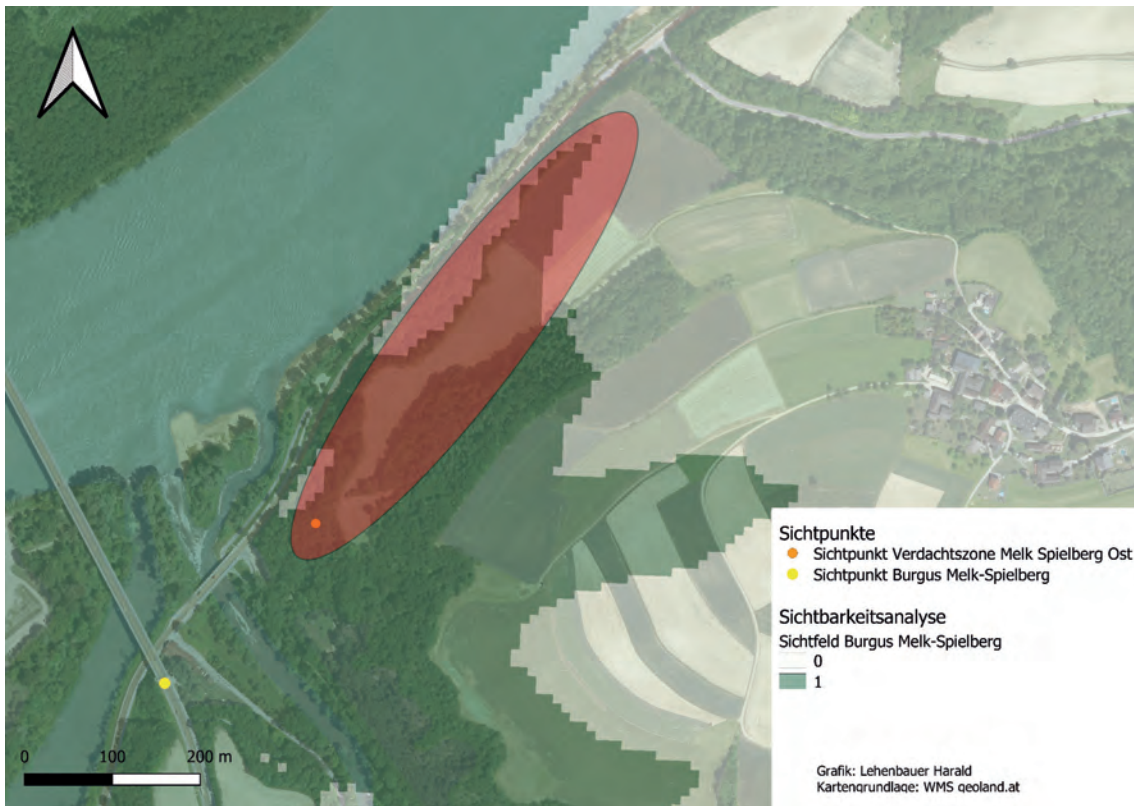 0 100 200 m
Sichtpunkte
Sichtpunkt Verdachtszone Melk Spielberg Ost
Sichtpunkt Burgus Melk-Spielberg
Sichtbarkeitsanalyse
Sichtfeld Burgus Melk-Spielberg
0
1
Grafik: Lehenbauer Harald
Kartengrundlage: WMS geoland.at